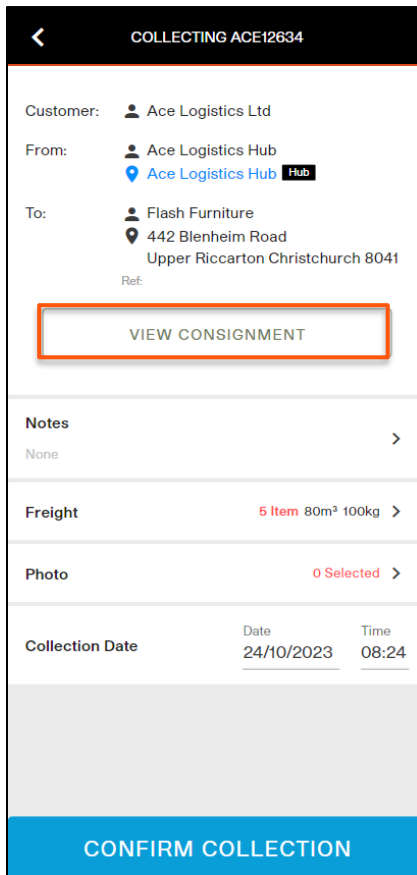 COLLECTING ACE12634
Customer: Ace Logistics Ltd
From: Ace Logistics Hub
Ace Logistics Hub Hub
To: Flash Furniture
442 Blenheim Road
Upper Riccarton Christchurch 8041
Ref:
VIEW CONSIGNMENT
Notes
None
Freight 5 Item 80m³ 100kg
Photo 0 Selected
Date Time
Collection Date 24/10/2023 08:24
CONFIRM COLLECTION